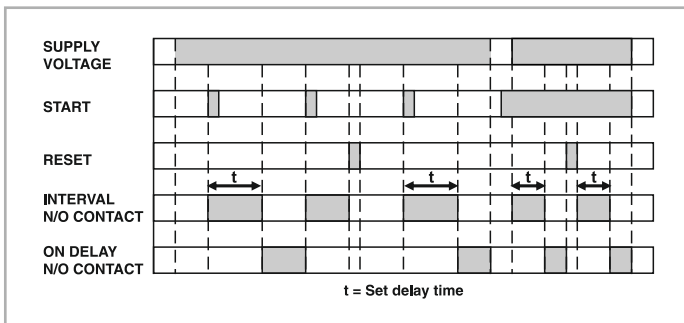 SUPPLY
VOLTAGE
START
RESET
t t t t
INTERVAL
N/O CONTACT
ON DELAY
N/O CONTACT
t = Set delay time